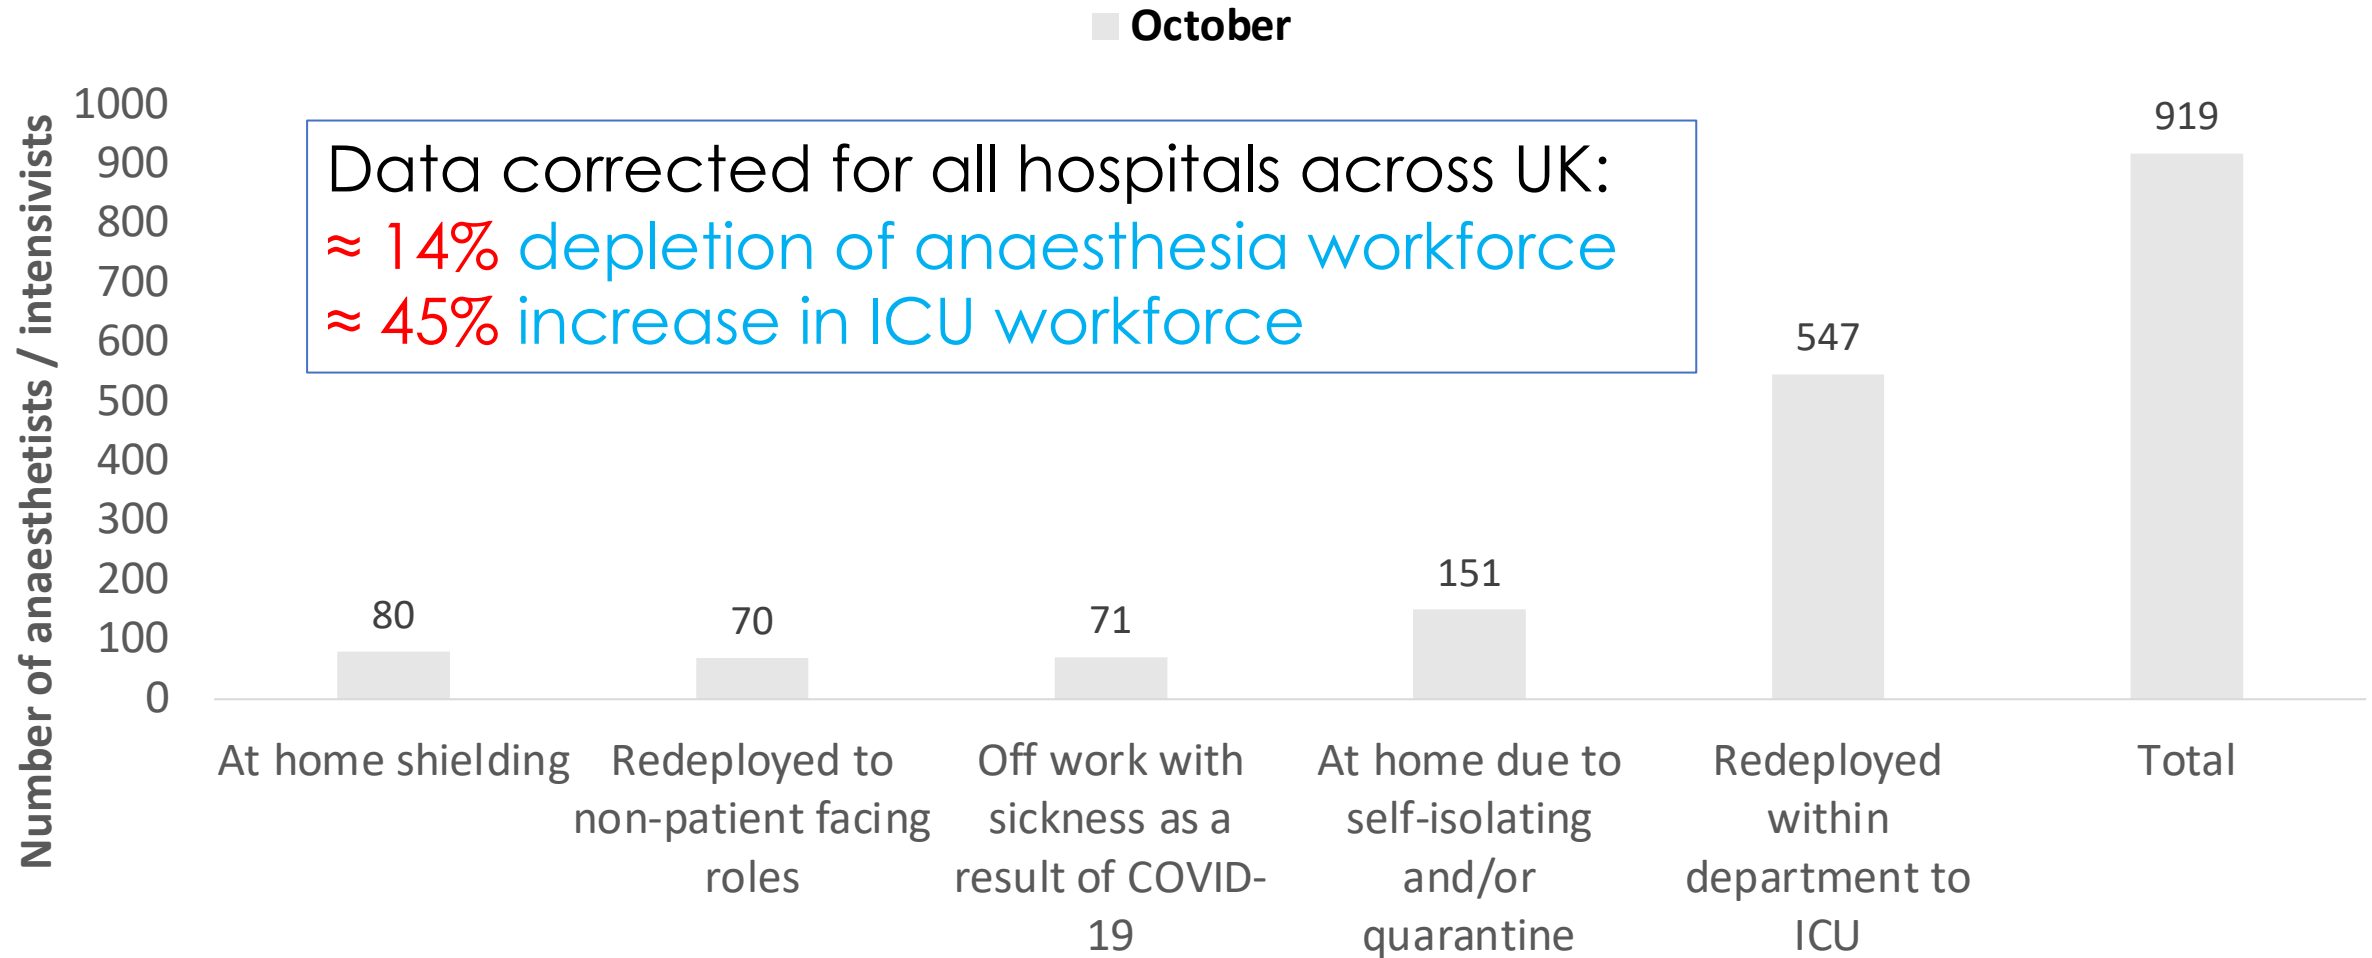 October
Number of anaesthetists / intensivists
1000
900
800
700
600
500
400
300
200
100
0
Data corrected for all hospitals across UK:
≈ 14% depletion of anaesthesia workforce
≈ 45% increase in ICU workforce
80
70
71
151
547
919
At home shielding
Redeployed to
non-patient facing
roles
Off work with
sickness as a
result of COVID-
19
At home due to
self-isolating
and/or
quarantine
Redeployed
within
department to
ICU
Total